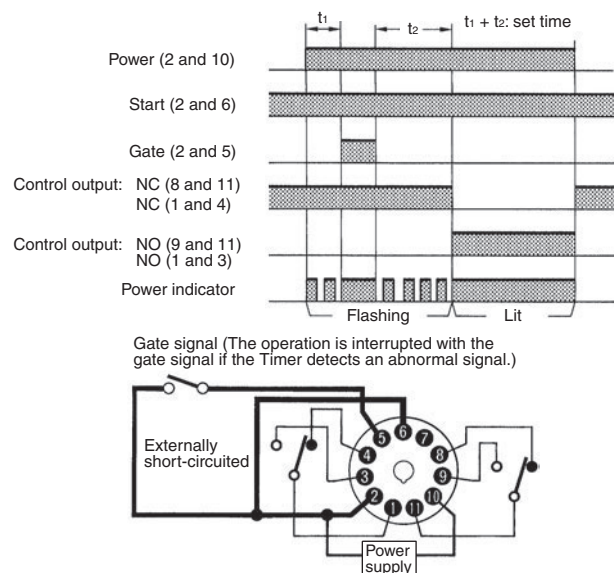 t₁
t₂
t₁ + t₂: set time
Power (2 and 10)
Start (2 and 6)
Gate (2 and 5)
Control output: NC (8 and 11)
NC (1 and 4)
Control output: NO (9 and 11)
NO (1 and 3)
Power indicator
Flashing
Lit
Gate signal (The operation is interrupted with the
gate signal if the Timer detects an abnormal signal.)
Externally
short-circuited
5
6
7
4
8
3
9
2
10
1
11
Power
supply